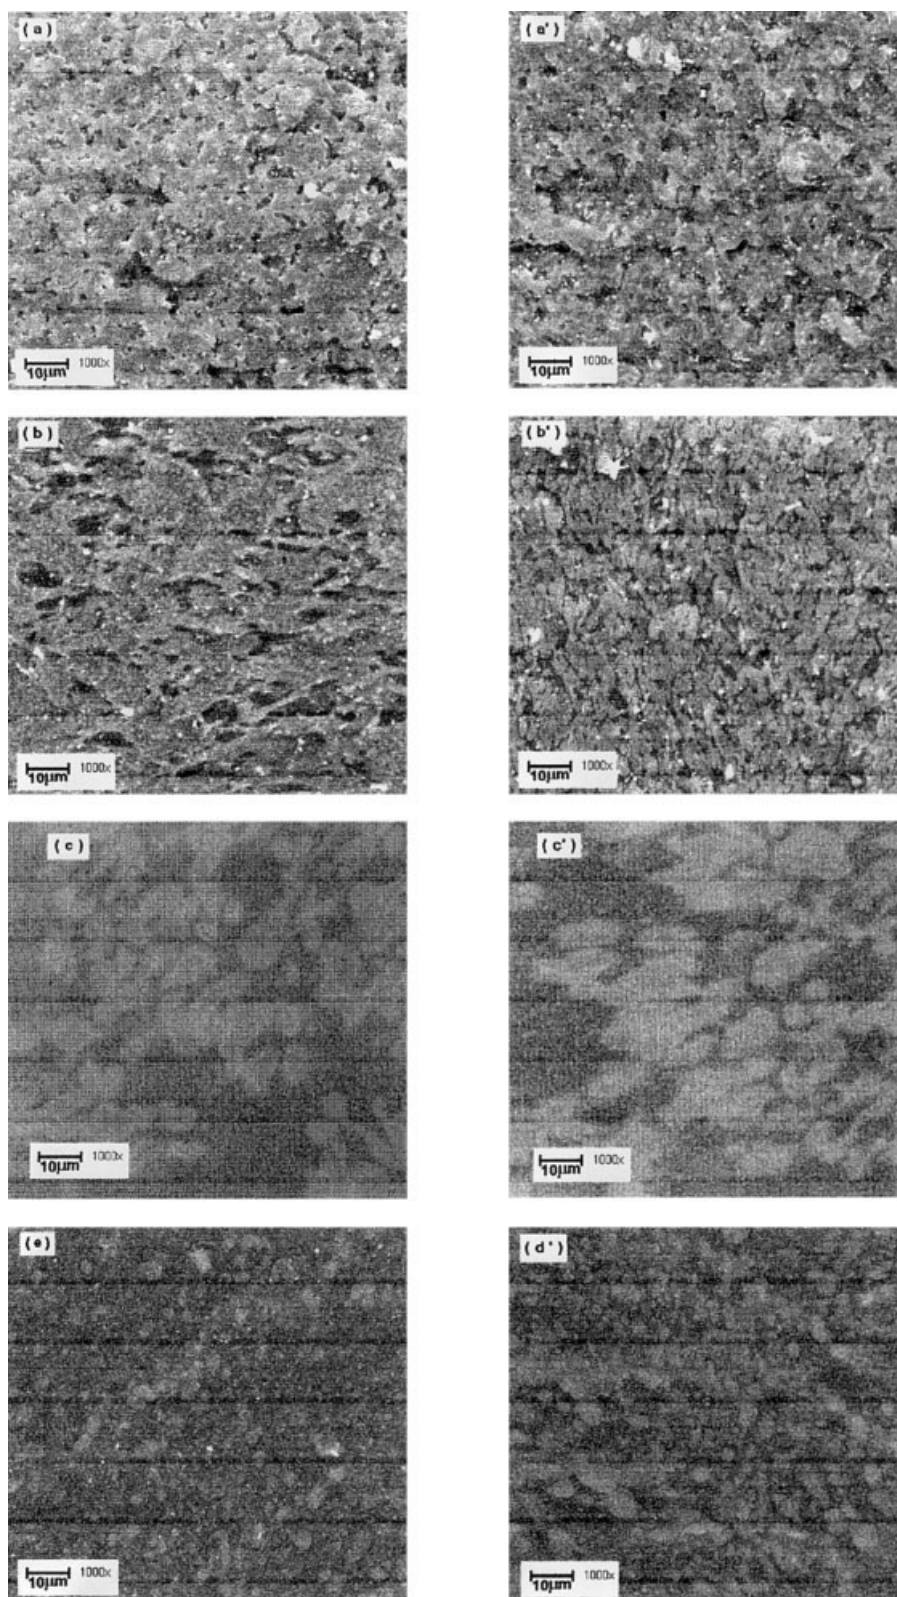 ( a )
( a' )
10µm 1000x
10µm 1000x
( b )
( b' )
10µm 1000x
10µm 1000x
( c )
( c' )
10µm 1000x
10µm 1000x
( e )
( d' )
10µm 1000x
10µm 1000x